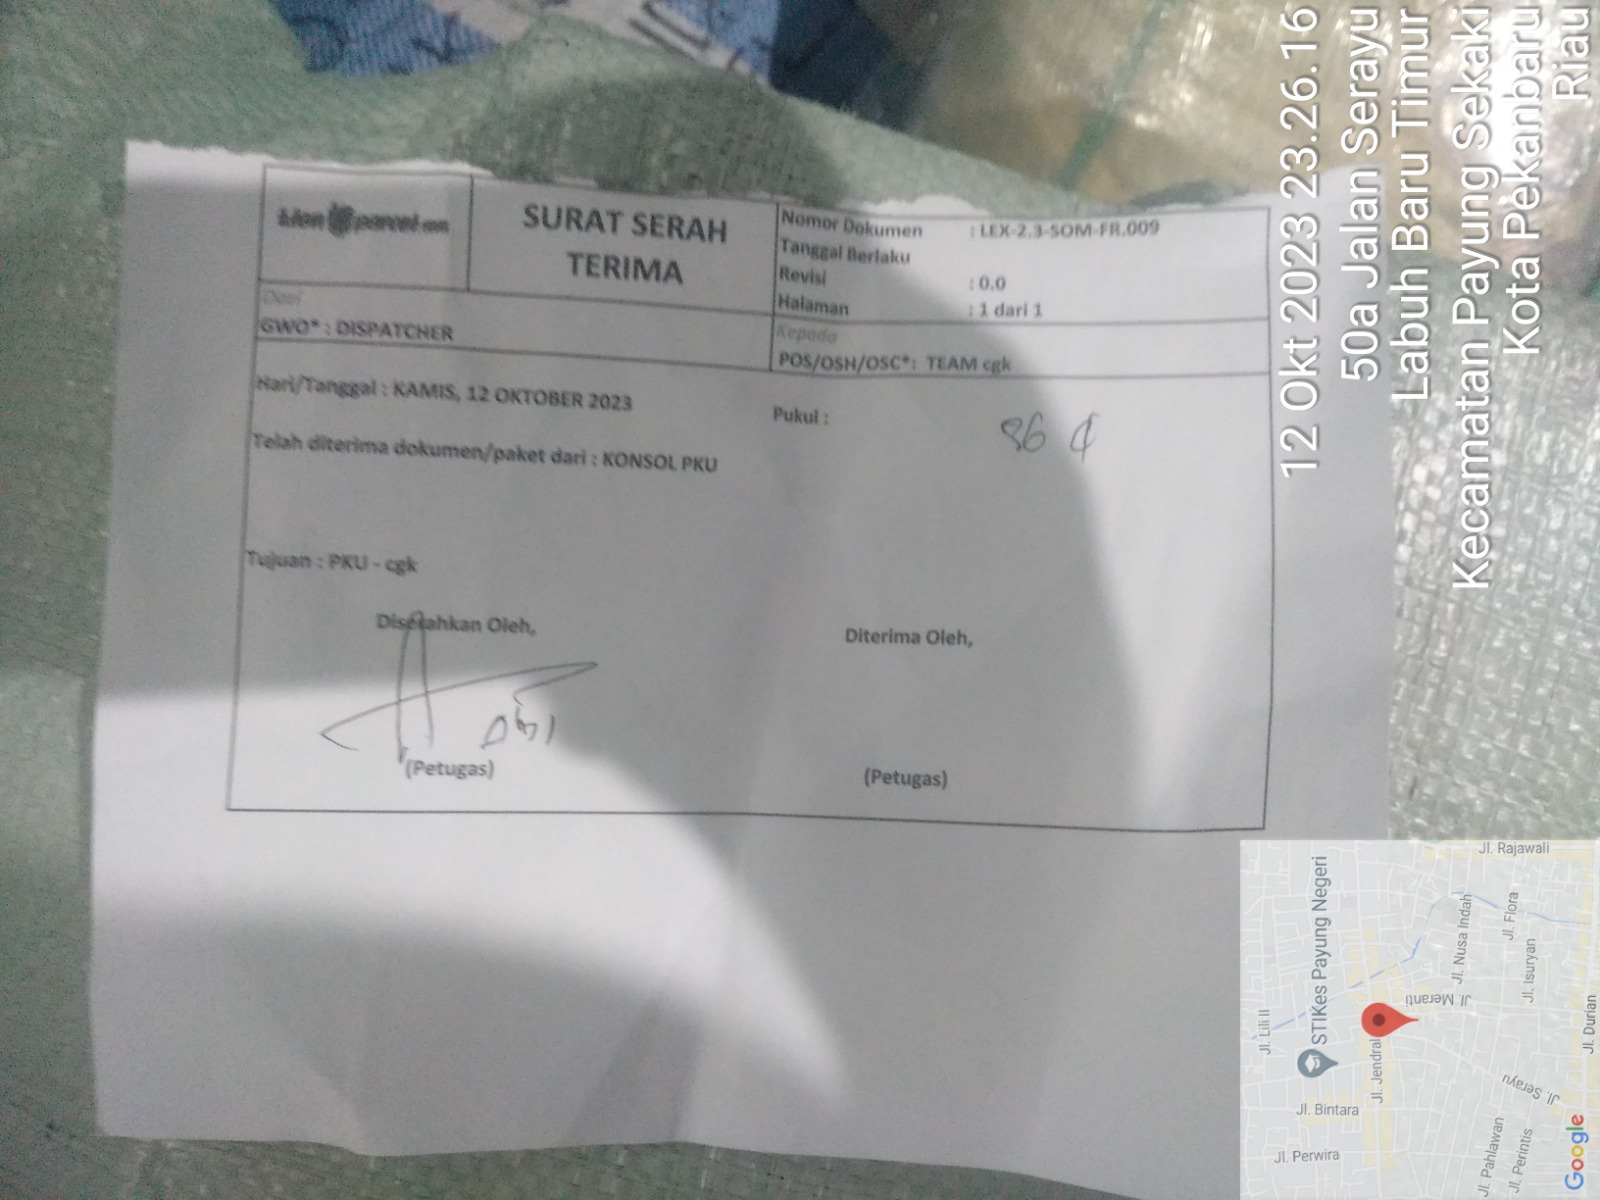 Lion parcel
SURAT SERAH
TERIMA
Nomor Dokumen : LEX-2.3-SOM-FR.009
Tanggal Berlaku
Revisi : 0.0
Halaman : 1 dari 1
Dari
GWO* : DISPATCHER
Kepada
POS/OSH/OSC*: TEAM cgk
Hari/Tanggal : KAMIS, 12 OKTOBER 2023
Pukul :
Telah diterima dokumen/paket dari : KONSOL PKU
Tujuan : PKU - cgk
Diserahkan Oleh,
Diterima Oleh,
(Petugas)
(Petugas)
12 Okt 2023 23.26.16
50a Jalan Serayu
Labuh Baru Timur
Kecamatan Payung Sekaki
Kota Pekanbaru
Riau
Jl. Rajawali
STIKes Payung Negeri
Jl. Nusa Indah
Jl. Flora
Jl. Isuryan
Jl. Meranti
Jl. Lili II
Jl. Jendral
Jl. Durian
Jl. Serayu
Jl. Bintara
Jl. Perwira
Jl. Pahlawan
Jl. Perintis
Google